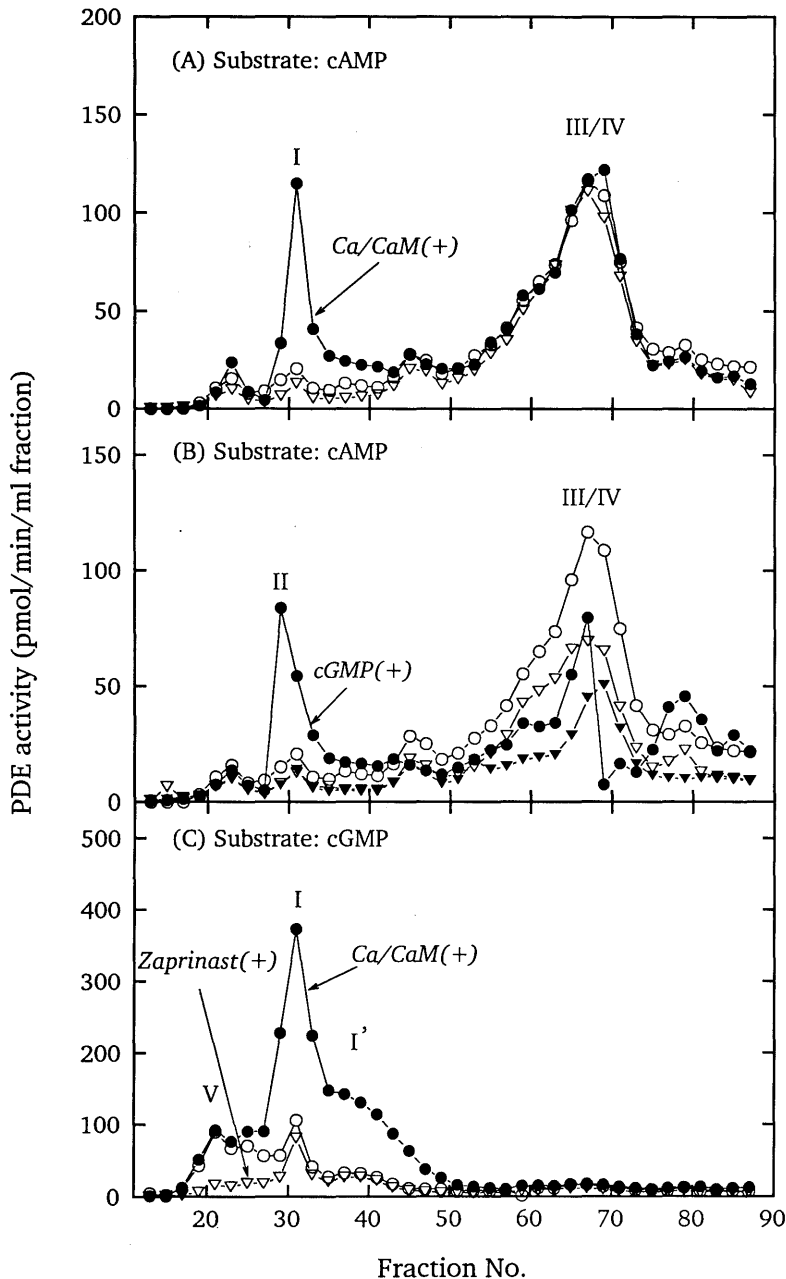 PDE activity (pmol/min/ml fraction)
200
(A) Substrate: cAMP
150
III/IV
I
100
Ca/CaM(+)
50
0
150
(B) Substrate: cAMP
III/IV
II
100
cGMP(+)
50
0
500
(C) Substrate: cGMP
400
I
Zaprinast(+)
Ca/CaM(+)
300
200
I’
V
100
0
20 30 40 50 60 70 80 90
Fraction No.